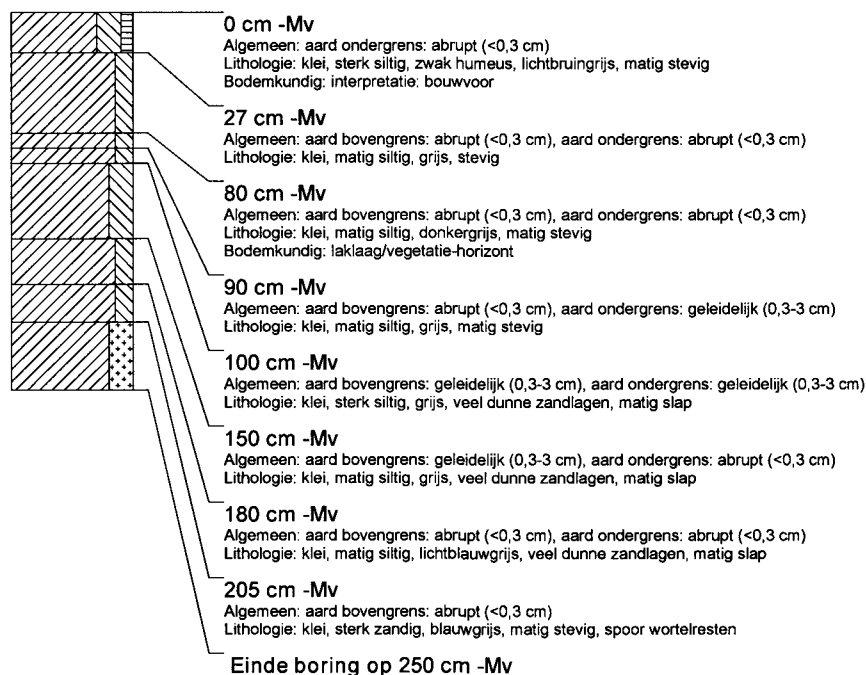 0 cm -Mv
Algemeen: aard ondergrens: abrupt (<0,3 cm)
Lithologie: klei, sterk siltig, zwak humeus, lichtbruingrijs, matig stevig
Bodemkundig: interpretatie: bouwvoor
27 cm -Mv
Algemeen: aard bovengrens: abrupt (<0,3 cm), aard ondergrens: abrupt (<0,3 cm)
Lithologie: klei, matig siltig, grijs, stevig
80 cm -Mv
Algemeen: aard bovengrens: abrupt (<0,3 cm), aard ondergrens: abrupt (<0,3 cm)
Lithologie: klei, matig siltig, donkergrijs, matig stevig
Bodemkundig: laklaag/vegetatie-horizont
90 cm -Mv
Algemeen: aard bovengrens: abrupt (<0,3 cm), aard ondergrens: geleidelijk (0,3-3 cm)
Lithologie: klei, matig siltig, grijs, matig stevig
100 cm -Mv
Algemeen: aard bovengrens: geleidelijk (0,3-3 cm), aard ondergrens: geleidelijk (0,3-3 cm)
Lithologie: klei, sterk siltig, grijs, veel dunne zandlagen, matig slap
150 cm -Mv
Algemeen: aard bovengrens: geleidelijk (0,3-3 cm), aard ondergrens: abrupt (<0,3 cm)
Lithologie: klei, matig siltig, grijs, veel dunne zandlagen, matig slap
180 cm -Mv
Algemeen: aard bovengrens: abrupt (<0,3 cm), aard ondergrens: abrupt (<0,3 cm)
Lithologie: klei, matig siltig, lichtblauwgrijs, veel dunne zandlagen, matig slap
205 cm -Mv
Algemeen: aard bovengrens: abrupt (<0,3 cm)
Lithologie: klei, sterk zandig, blauwgrijs, matig stevig, spoor wortelresten
Einde boring op 250 cm -Mv